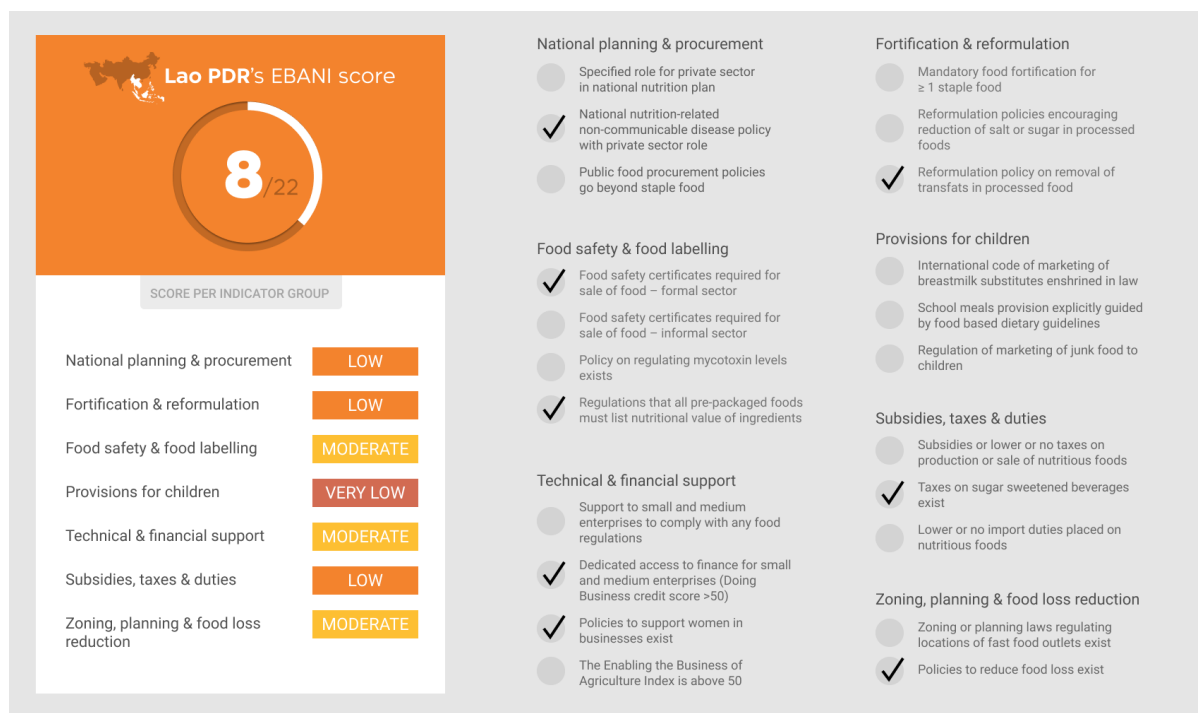 Lao PDR's EBANI score
8/22
SCORE PER INDICATOR GROUP
National planning & procurement LOW
Fortification & reformulation LOW
Food safety & food labelling MODERATE
Provisions for children VERY LOW
Technical & financial support MODERATE
Subsidies, taxes & duties LOW
Zoning, planning & food loss
reduction
MODERATE
National planning & procurement
Specified role for private sector
in national nutrition plan
National nutrition-related
non-communicable disease policy
with private sector role
Public food procurement policies
go beyond staple food
Food safety & food labelling
Food safety certificates required for
sale of food – formal sector
Food safety certificates required for
sale of food – informal sector
Policy on regulating mycotoxin levels
exists
Regulations that all pre-packaged foods
must list nutritional value of ingredients
Technical & financial support
Support to small and medium
enterprises to comply with any food
regulations
Dedicated access to finance for small
and medium enterprises (Doing
Business credit score >50)
Policies to support women in
businesses exist
The Enabling the Business of
Agriculture Index is above 50
Fortification & reformulation
Mandatory food fortification for
≥ 1 staple food
Reformulation policies encouraging
reduction of salt or sugar in processed
foods
Reformulation policy on removal of
transfats in processed food
Provisions for children
International code of marketing of
breastmilk substitutes enshrined in law
School meals provision explicitly guided
by food based dietary guidelines
Regulation of marketing of junk food to
children
Subsidies, taxes & duties
Subsidies or lower or no taxes on
production or sale of nutritious foods
Taxes on sugar sweetened beverages
exist
Lower or no import duties placed on
nutritious foods
Zoning, planning & food loss reduction
Zoning or planning laws regulating
locations of fast food outlets exist
Policies to reduce food loss exist